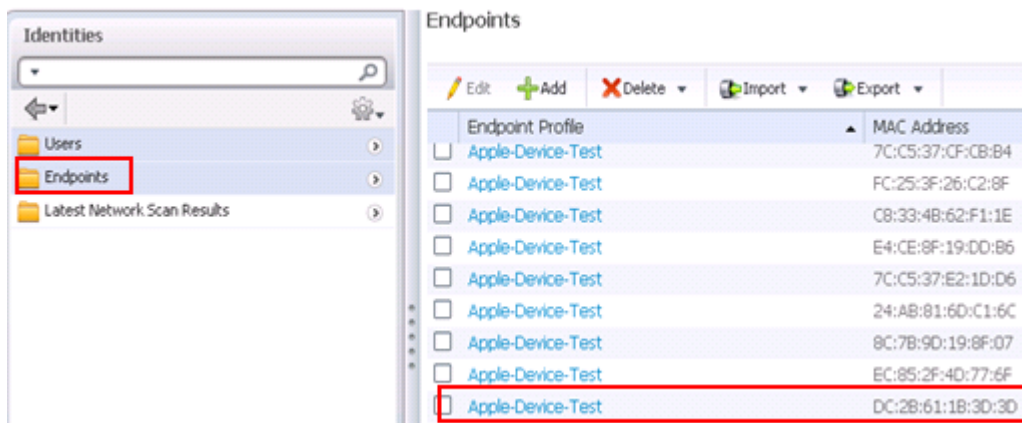 Identities
Users
Endpoints
Latest Network Scan Results
Endpoints
Edit Add Delete Import Export
Endpoint Profile MAC Address
Apple-Device-Test 7C:C5:37:CF:CB:B4
Apple-Device-Test FC:25:3F:26:C2:8F
Apple-Device-Test C8:33:4B:62:F1:1E
Apple-Device-Test E4:CE:8F:19:DD:B6
Apple-Device-Test 7C:C5:37:E2:1D:D6
Apple-Device-Test 24:AB:81:6D:C1:6C
Apple-Device-Test 8C:7B:9D:19:8F:07
Apple-Device-Test EC:85:2F:4D:77:6F
Apple-Device-Test DC:2B:61:1B:3D:3D